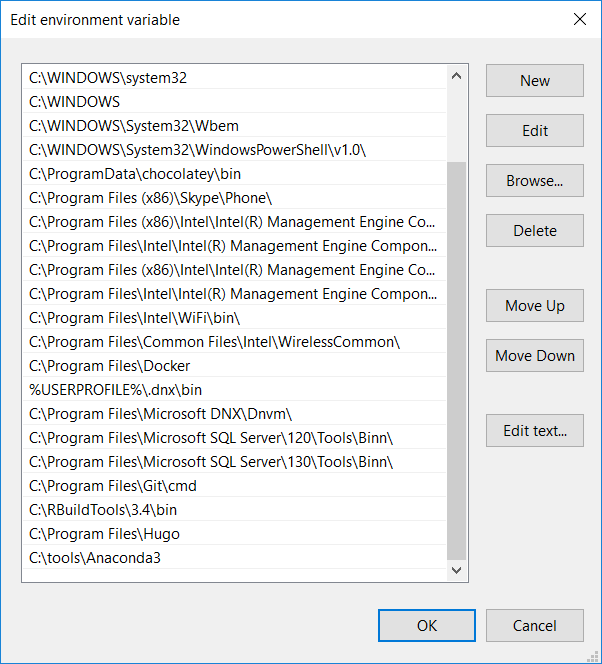 Edit environment variable
C:\WINDOWS\system32
C:\WINDOWS
C:\WINDOWS\System32\Wbem
C:\WINDOWS\System32\WindowsPowerShell\v1.0\
C:\ProgramData\chocolatey\bin
C:\Program Files (x86)\Skype\Phone\
C:\Program Files (x86)\Intel\Intel(R) Management Engine Co...
C:\Program Files\Intel\Intel(R) Management Engine Compon...
C:\Program Files (x86)\Intel\Intel(R) Management Engine Co...
C:\Program Files\Intel\Intel(R) Management Engine Compon...
C:\Program Files\Intel\WiFi\bin\
C:\Program Files\Common Files\Intel\WirelessCommon\
C:\Program Files\Docker
%USERPROFILE%\.dnx\bin
C:\Program Files\Microsoft DNX\Dnvm\
C:\Program Files\Microsoft SQL Server\120\Tools\Binn\
C:\Program Files\Microsoft SQL Server\130\Tools\Binn\
C:\Program Files\Git\cmd
C:\RBuildTools\3.4\bin
C:\Program Files\Hugo
C:\tools\Anaconda3
New
Edit
Browse...
Delete
Move Up
Move Down
Edit text...
OK
Cancel